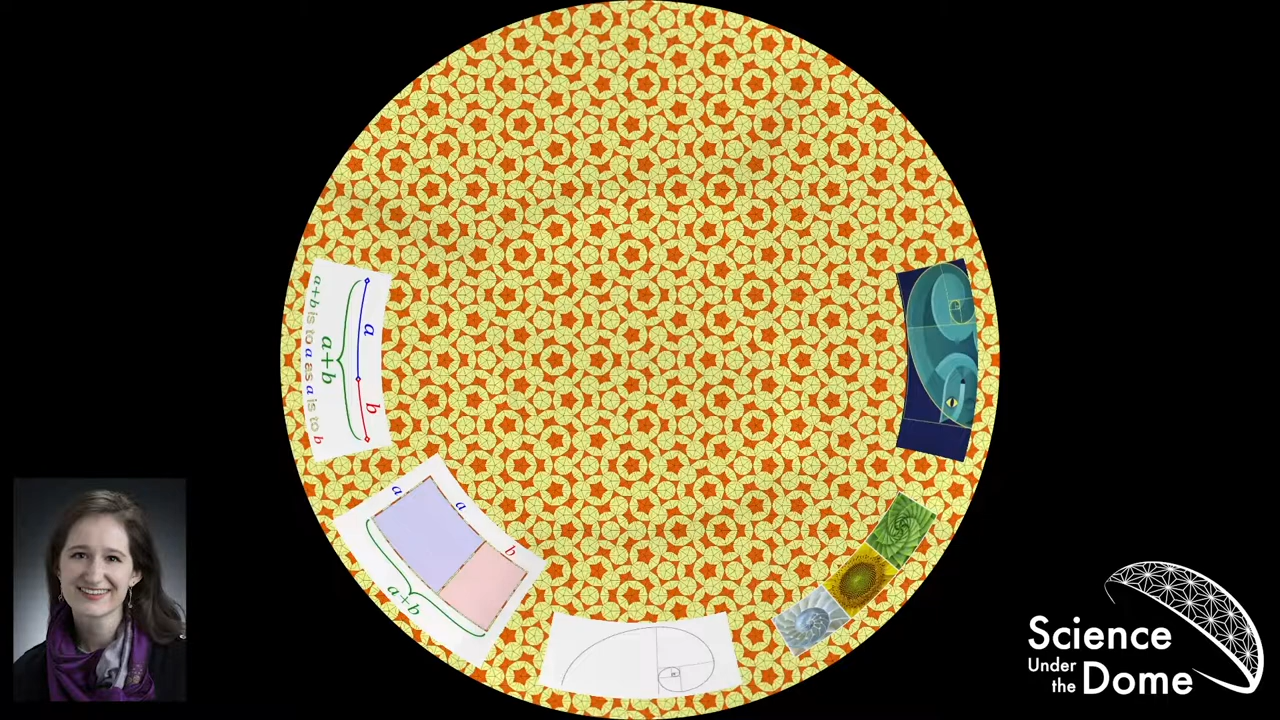 a
b
a+b
a+b is to a as a is to b
a
a
b
a+b
Science
Under
the Dome